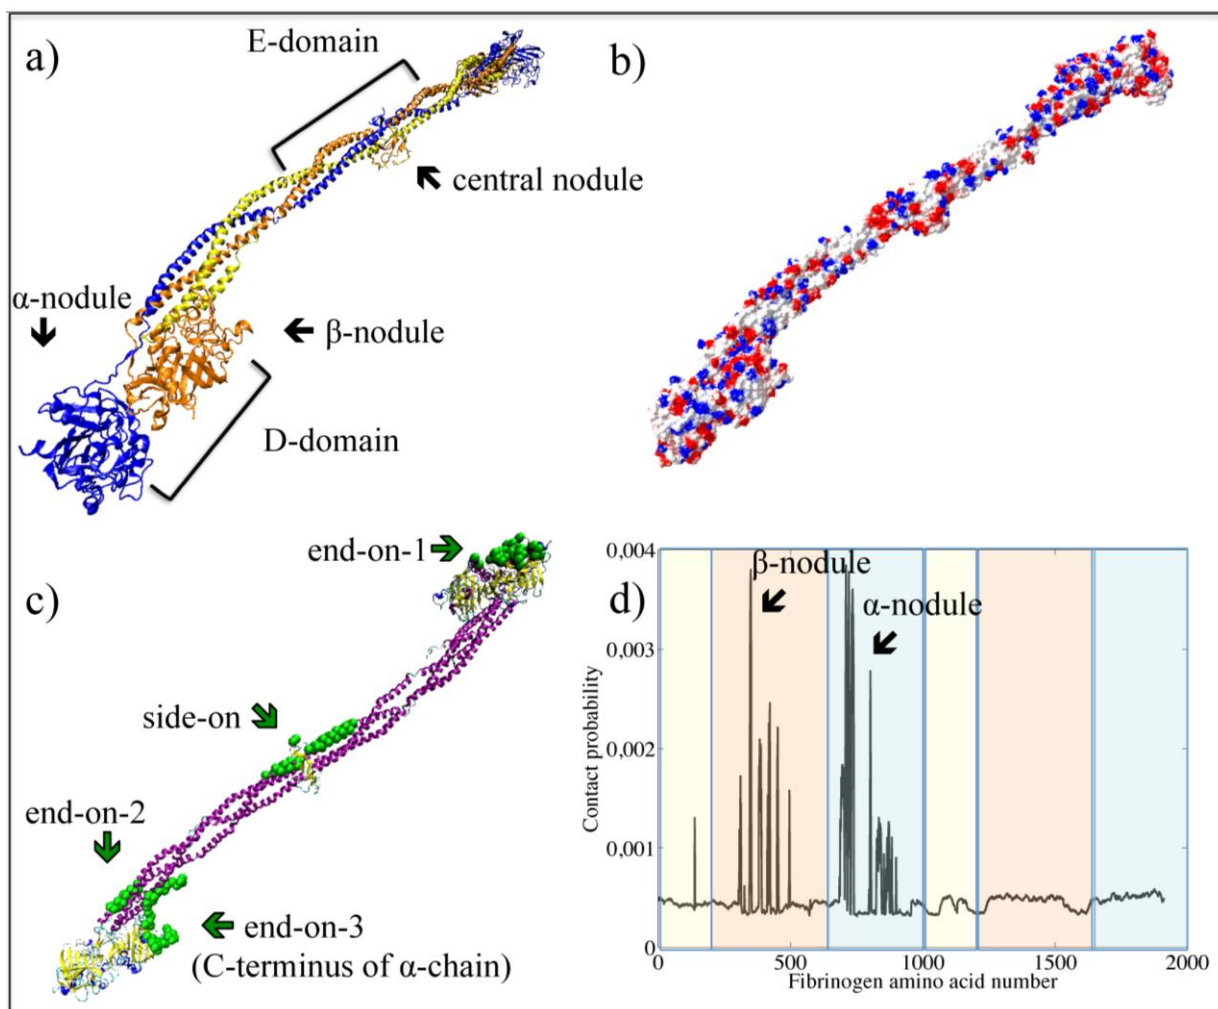 a)
E-domain
central nodule
α-nodule
β-nodule
D-domain
b)
c)
end-on-1
side-on
end-on-2
end-on-3
(C-terminus of α-chain)
d)
0,004
0,003
0,002
0,001
0
Contact probability
β-nodule
α-nodule
0 500 1000 1500 2000
Fibrinogen amino acid number